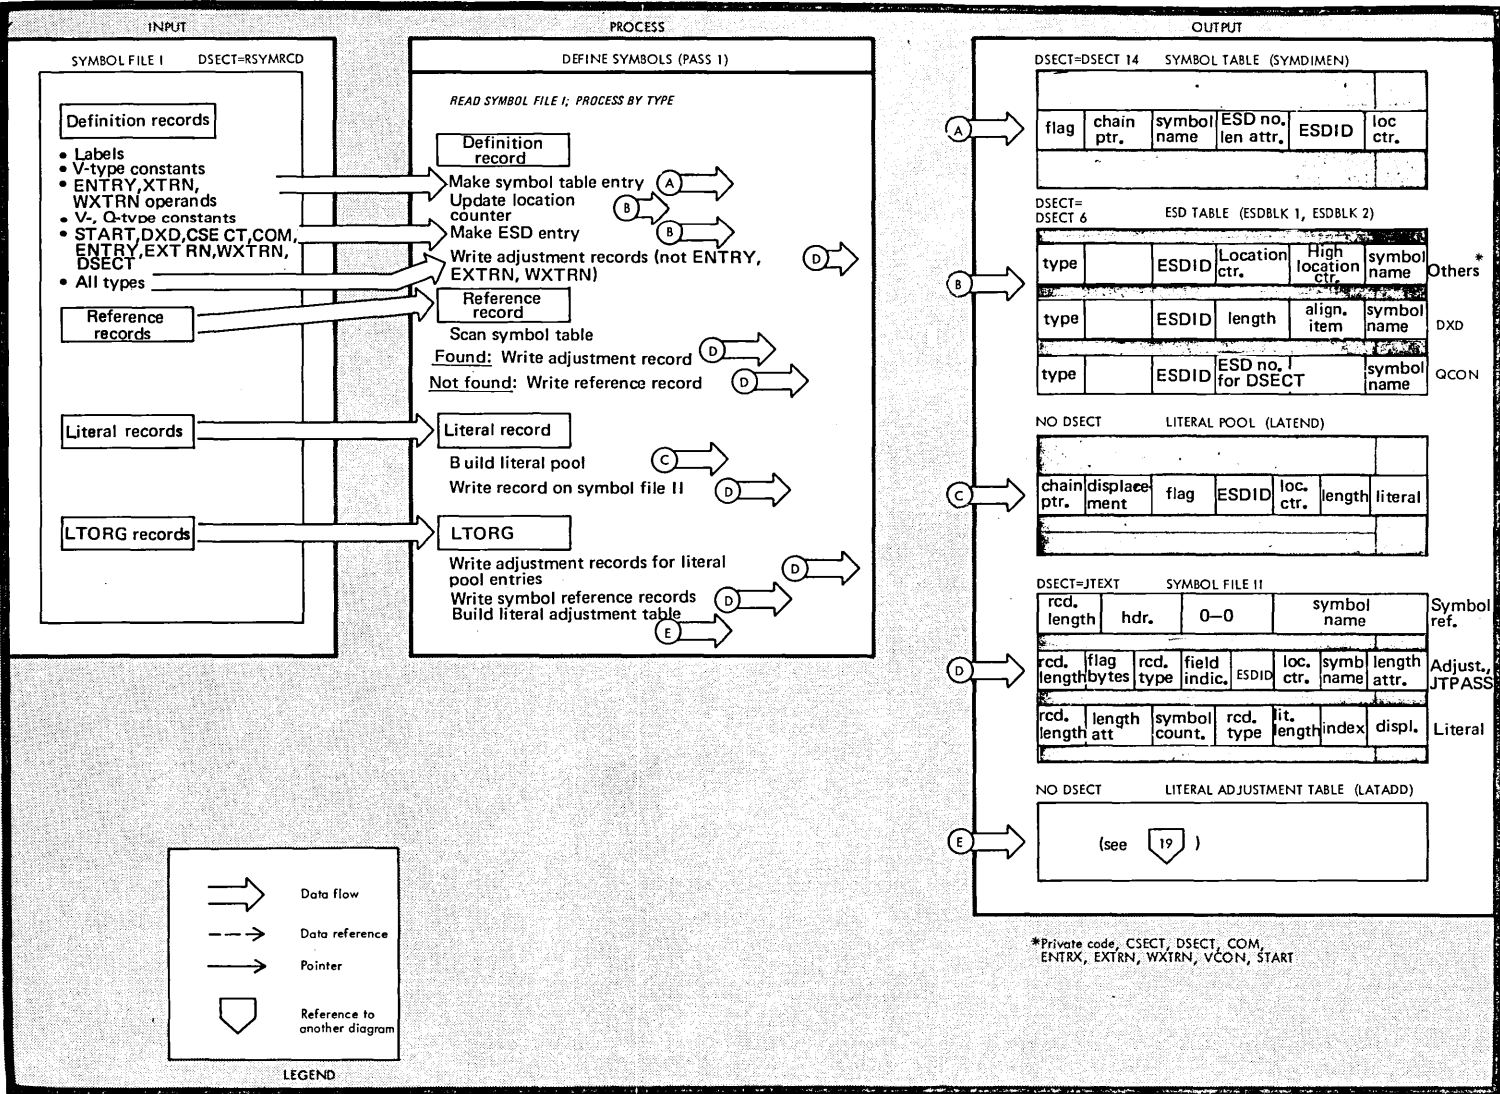 INPUT
SYMBOL FILE I DSECT=RSYMRCD
Definition records
• Labels
• V-type constants
• ENTRY,XTRN,
WXTRN operands
• V-, Q-type constants
• START,DXD,CSE CT,COM,
ENTRY,EXT RN,WXTRN,
DSECT
• All types
Reference
records
Literal records
LTORG records
PROCESS
DEFINE SYMBOLS (PASS 1)
READ SYMBOL FILE I; PROCESS BY TYPE
Definition
record
Make symbol table entry A
Update location
counter B
Make ESD entry B
Write adjustment records (not ENTRY,
EXTRN, WXTRN) D
Reference
record
Scan symbol table
Found: Write adjustment record D
Not found: Write reference record D
Literal record
B uild literal pool C
Write record on symbol file II D
LTORG
Write adjustment records for literal
pool entries D
Write symbol reference records D
Build literal adjustment table
E
OUTPUT
DSECT=DSECT 14 SYMBOL TABLE (SYMDIMEN)
A
flag chain ptr. symbol name ESD no. len attr. ESDID loc ctr.
DSECT=
DSECT 6 ESD TABLE (ESDBLK 1, ESDBLK 2)
B
type ESDID Location ctr. High location ctr. symbol name Others*
type ESDID length align. item symbol name DXD
type ESDID ESD no. for DSECT symbol name QCON
NO DSECT LITERAL POOL (LATEND)
C
chain ptr. displace-ment flag ESDID loc. ctr. length literal
DSECT=JTEXT SYMBOL FILE II
rcd. length hdr. 0—0 symbol name Symbol ref.
D
rcd. length flag bytes rcd. type field indic. ESDID loc. ctr. symb name length attr. Adjust., JTPASS
rcd. length length att symbol count. rcd. type lit. length index displ. Literal
NO DSECT LITERAL ADJUSTMENT TABLE (LATADD)
E
(see 19 )
*Private code, CSECT, DSECT, COM,
ENTRX, EXTRN, WXTRN, VCON, START
Data flow
Data reference
Pointer
Reference to
another diagram
LEGEND